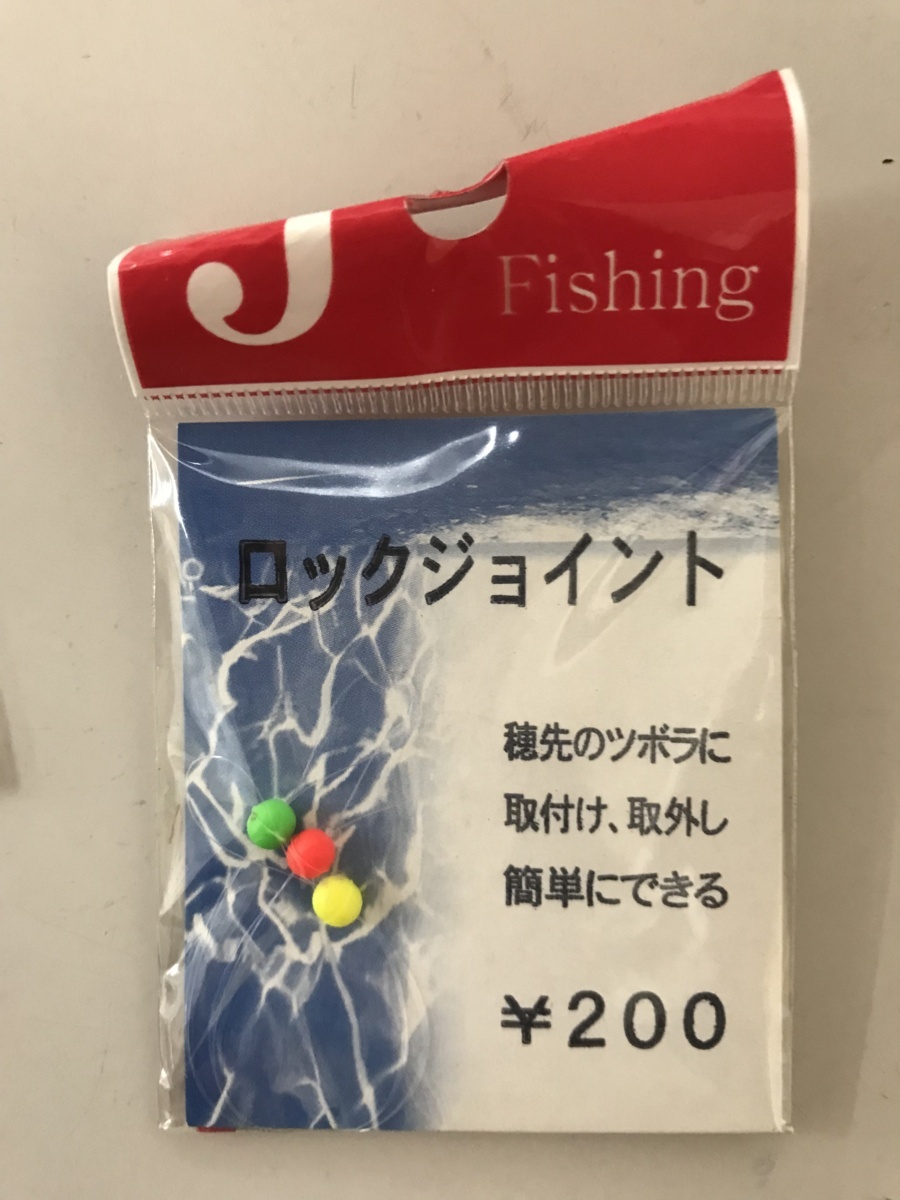 J Fishing
ロックジョイント
穂先のツボラに
取付け、取外し
簡単にできる
¥200